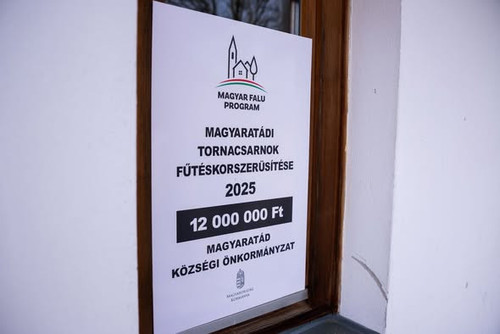 MAGYAR FALU
PROGRAM
MAGYARATÁDI
TORNACSARNOK
FŰTÉSKORSZERŰSÍTÉSE
2025
12 000 000 Ft
MAGYARATÁD
KÖZSÉGI ÖNKORMÁNYZAT